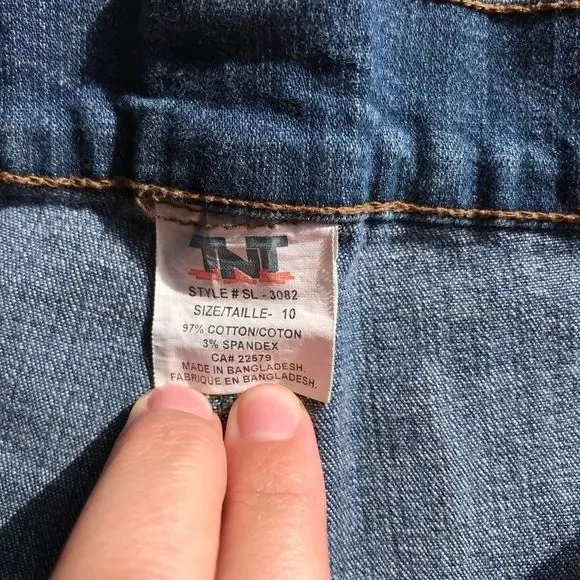 TNT
STYLE # SL - 3082
SIZE/TAILLE- 10
97% COTTON/COTON
3% SPANDEX
CA# 22579
MADE IN BANGLADESH.
FABRIQUE EN BANGLADESH.